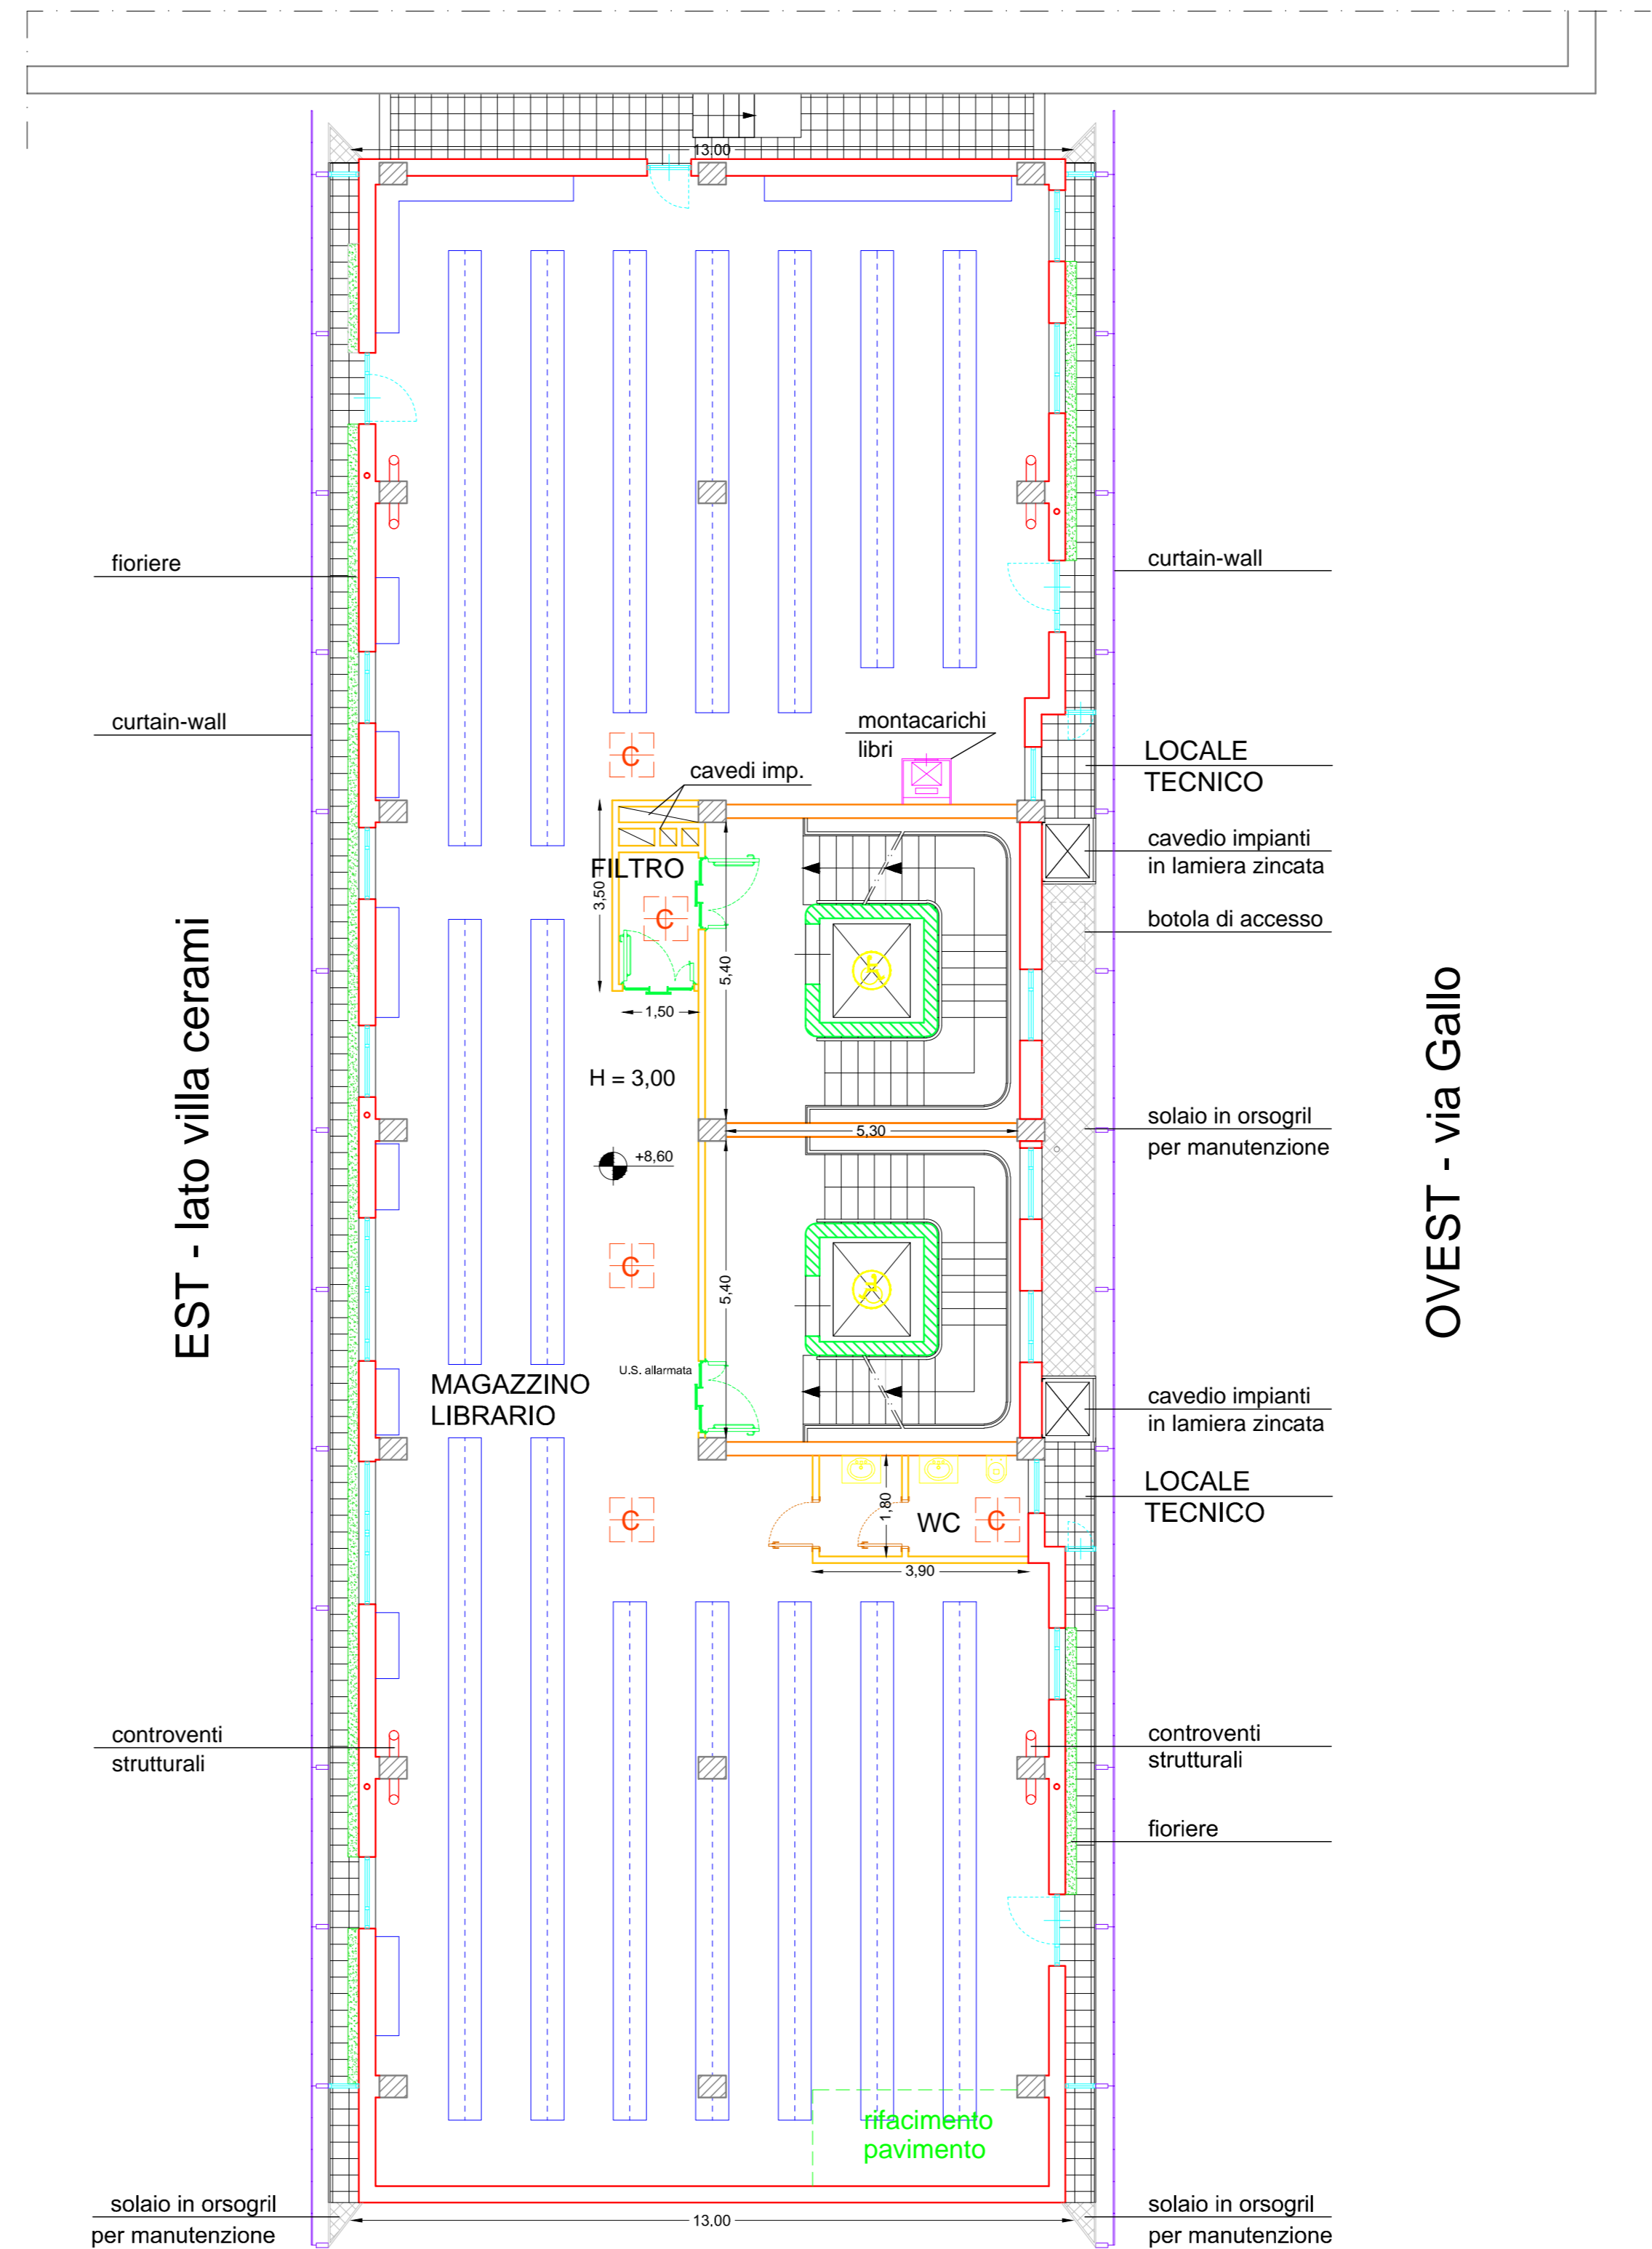 13.00
fioriere
curtain-wall
curtain-wall
montacarichi
libri
LOCALE
TECNICO
C
cavedi imp.
cavedio impianti
in lamiera zincata
FILTRO
3,50
C
botola di accesso
5,40
1,50
EST - lato villa cerami
OVEST - via Gallo
H = 3,00
solaio in orsogril
per manutenzione
5,30
+8,60
C
5,40
U.S. allarmata
MAGAZZINO
LIBRARIO
cavedio impianti
in lamiera zincata
LOCALE
TECNICO
C
1,80
WC
C
3,90
controventi
strutturali
controventi
strutturali
fioriere
rifacimento
pavimento
solaio in orsogril
per manutenzione
13,00
solaio in orsogril
per manutenzione